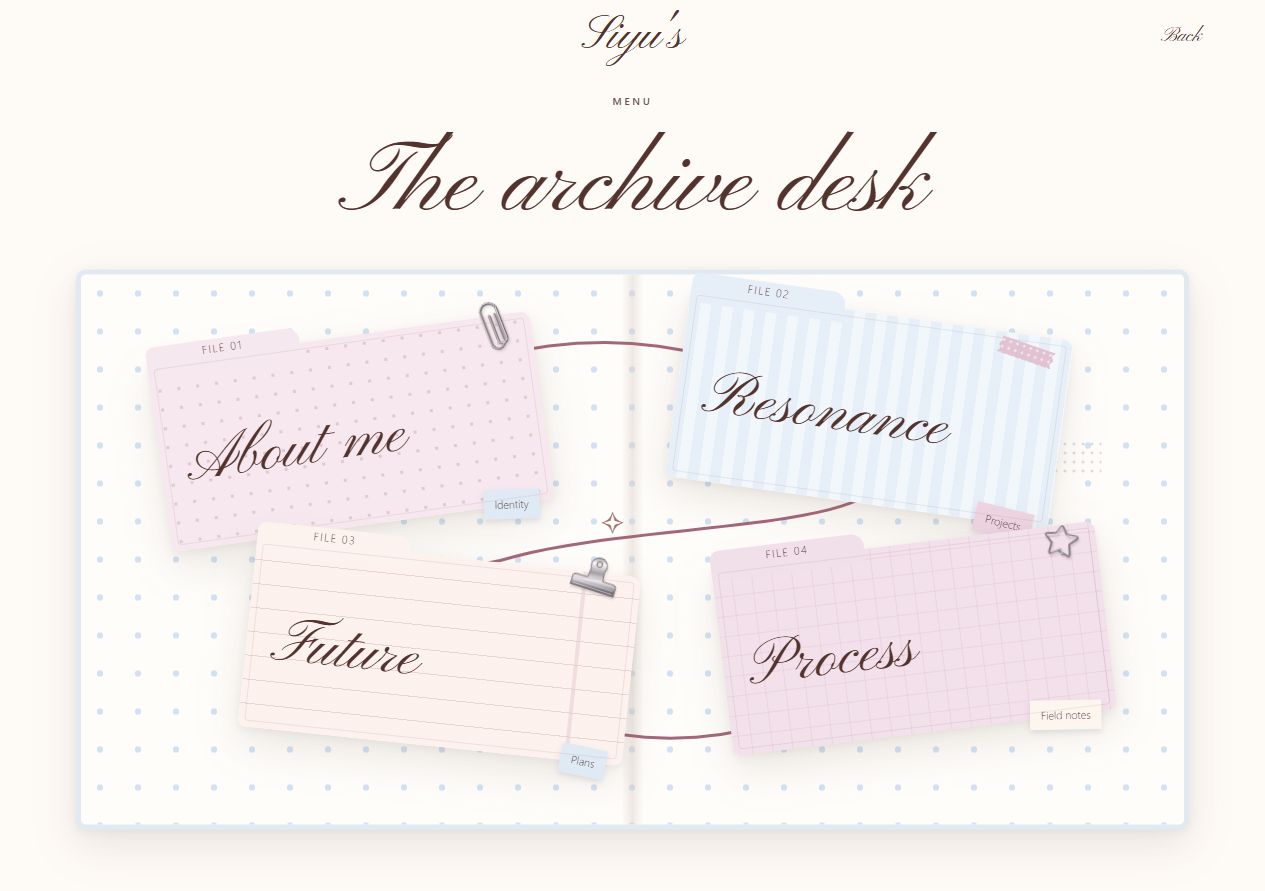 Siyu's
Back
MENU
The archive desk
FILE 01
About me
Identity
FILE 02
Resonance
Projects
FILE 03
Future
Plans
FILE 04
Process
Field notes